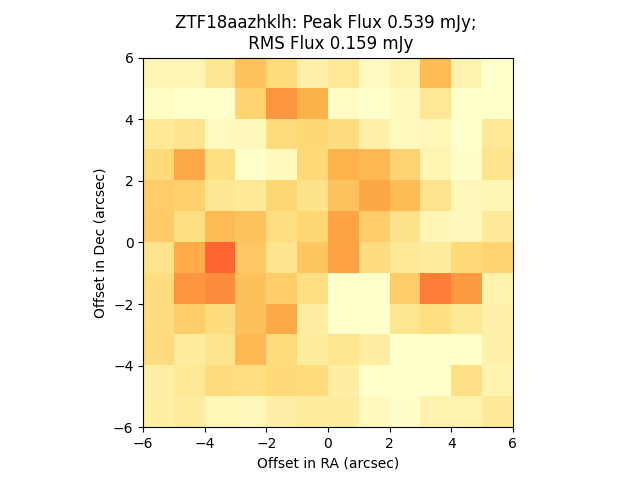 ZTF18aazhklh: Peak Flux 0.539 mJy;
RMS Flux 0.159 mJy
6
4
2
0
−2
−4
−6
Offset in Dec (arcsec)
−6 −4 −2 0 2 4 6
Offset in RA (arcsec)